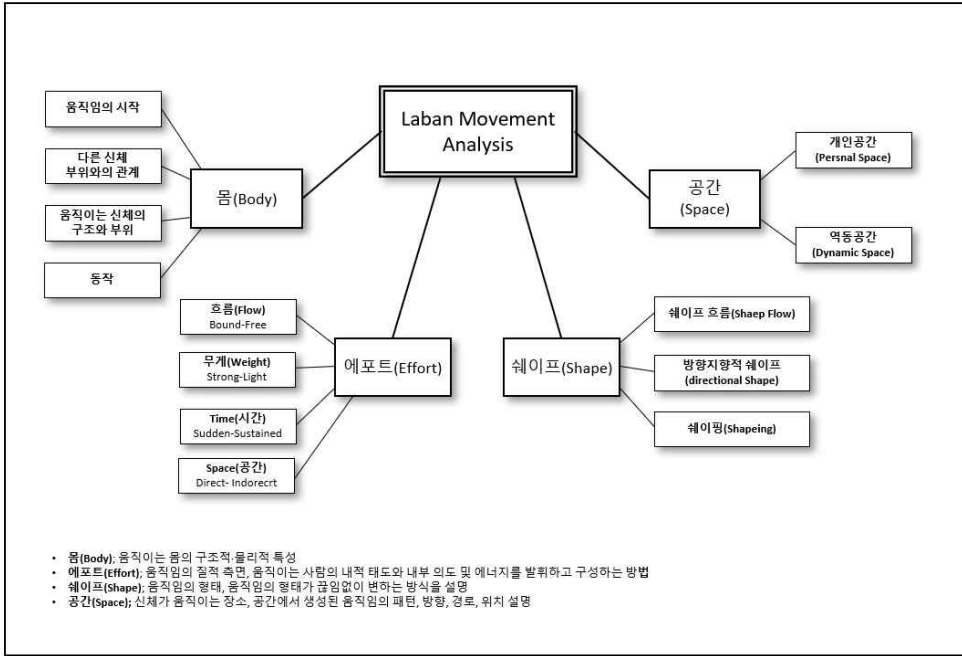 Laban Movement
Analysis
움직임의 시작
다른 신체
부위와의 관계
움직이는 신체의
구조와 부위
동작
몸(Body)
공간
(Space)
개인공간
(Persnal Space)
역동공간
(Dynamic Space)
흐름(Flow)
Bound-Free
무게(Weight)
Strong-Light
Time(시간)
Sudden-Sustained
Space(공간)
Direct- Indorecrt
에포트(Effort)
쉐이프(Shape)
쉐이프 흐름(Shaep Flow)
방향지향적 쉐이프
(directional Shape)
쉐이핑(Shapeing)
• 몸(Body); 움직이는 몸의 구조적·물리적 특성
• 에포트(Effort); 움직임의 질적 측면, 움직이는 사람의 내적 태도와 내부 의도 및 에너지를 발휘하고 구성하는 방법
• 쉐이프(Shape); 움직임의 형태, 움직임의 형태가 끊임없이 변하는 방식을 설명
• 공간(Space); 신체가 움직이는 장소, 공간에서 생성된 움직임의 패턴, 방향, 경로, 위치 설명